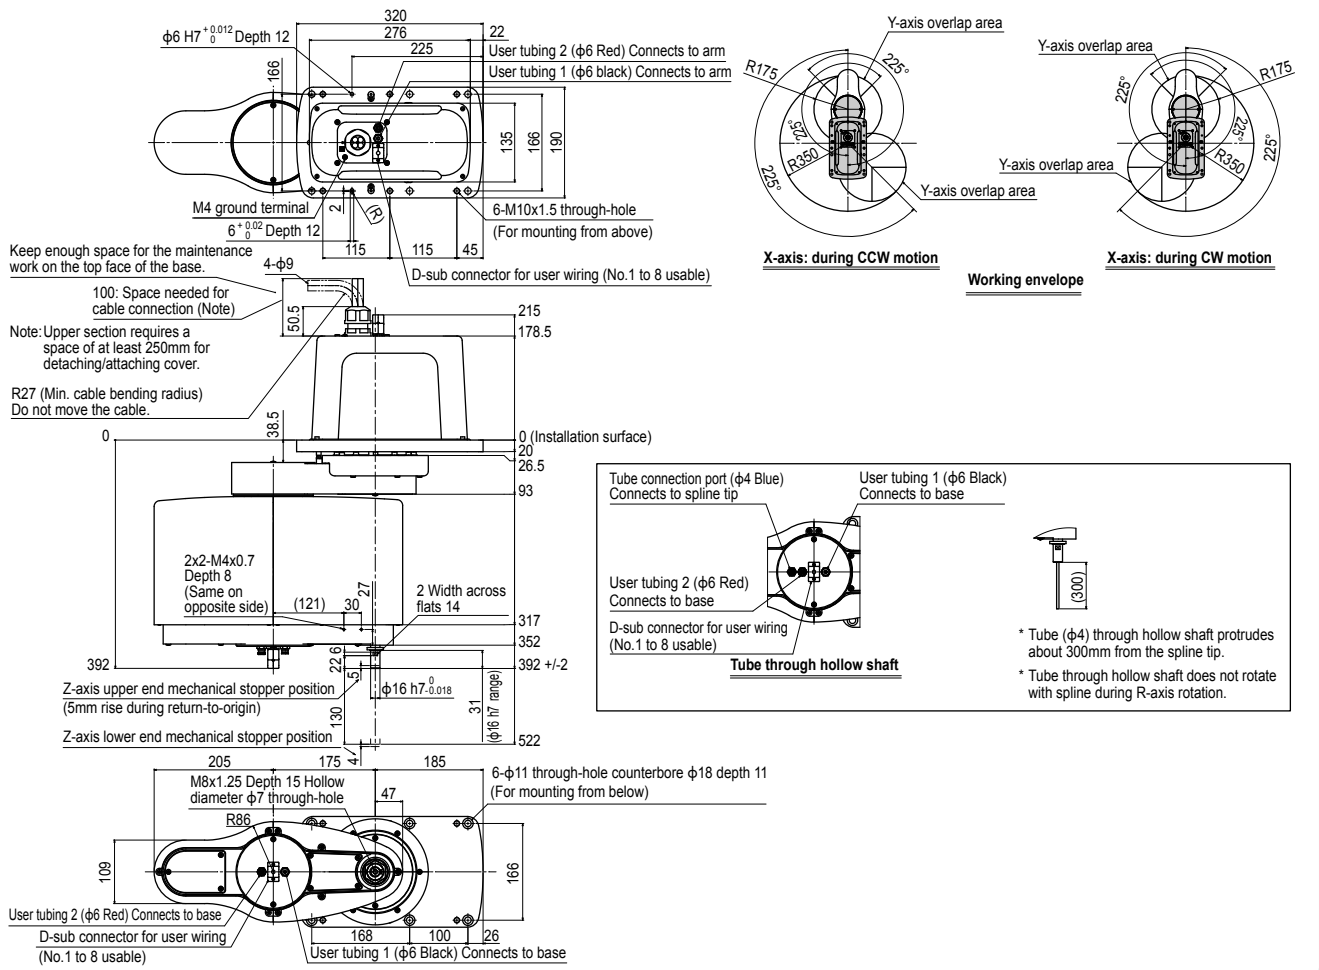 320
276
22
225
ϕ6 H7 +0.012 0 Depth 12
User tubing 2 (ϕ6 Red) Connects to arm
User tubing 1 (ϕ6 black) Connects to arm
166
135
166
190
M4 ground terminal
2
(R)
6 +0.02 0 Depth 12
115
115
45
6-M10x1.5 through-hole
(For mounting from above)
D-sub connector for user wiring (No.1 to 8 usable)
Y-axis overlap area
R175
225°
225°
R350
225°
Y-axis overlap area
X-axis: during CCW motion
Y-axis overlap area
R175
225°
225°
R350
225°
Y-axis overlap area
X-axis: during CW motion
Working envelope
Keep enough space for the maintenance
work on the top face of the base.
4-ϕ9
100: Space needed for
cable connection (Note)
50.5
215
178.5
Note: Upper section requires a
space of at least 250mm for
detaching/attaching cover.
R27 (Min. cable bending radius)
Do not move the cable.
38.5
0
0 (Installation surface)
20
26.5
93
2x2-M4x0.7
Depth 8
(Same on
opposite side)
(121)
30
27
2 Width across
flats 14
317
352
392
392 +/-2
6
22
5
ϕ16 h7 0 -0.018
Z-axis upper end mechanical stopper position
(5mm rise during return-to-origin)
130
31
(ϕ16 h7 range)
Z-axis lower end mechanical stopper position
4
522
Tube connection port (ϕ4 Blue)
Connects to spline tip
User tubing 1 (ϕ6 Black)
Connects to base
User tubing 2 (ϕ6 Red)
Connects to base
D-sub connector for user wiring
(No.1 to 8 usable)
Tube through hollow shaft
(300)
* Tube (ϕ4) through hollow shaft protrudes
about 300mm from the spline tip.
* Tube through hollow shaft does not rotate
with spline during R-axis rotation.
205
175
185
M8x1.25 Depth 15 Hollow
diameter ϕ7 through-hole
47
6-ϕ11 through-hole counterbore ϕ18 depth 11
(For mounting from below)
R86
109
166
User tubing 2 (ϕ6 Red) Connects to base
D-sub connector for user wiring
(No.1 to 8 usable)
168
100
26
User tubing 1 (ϕ6 Black) Connects to base